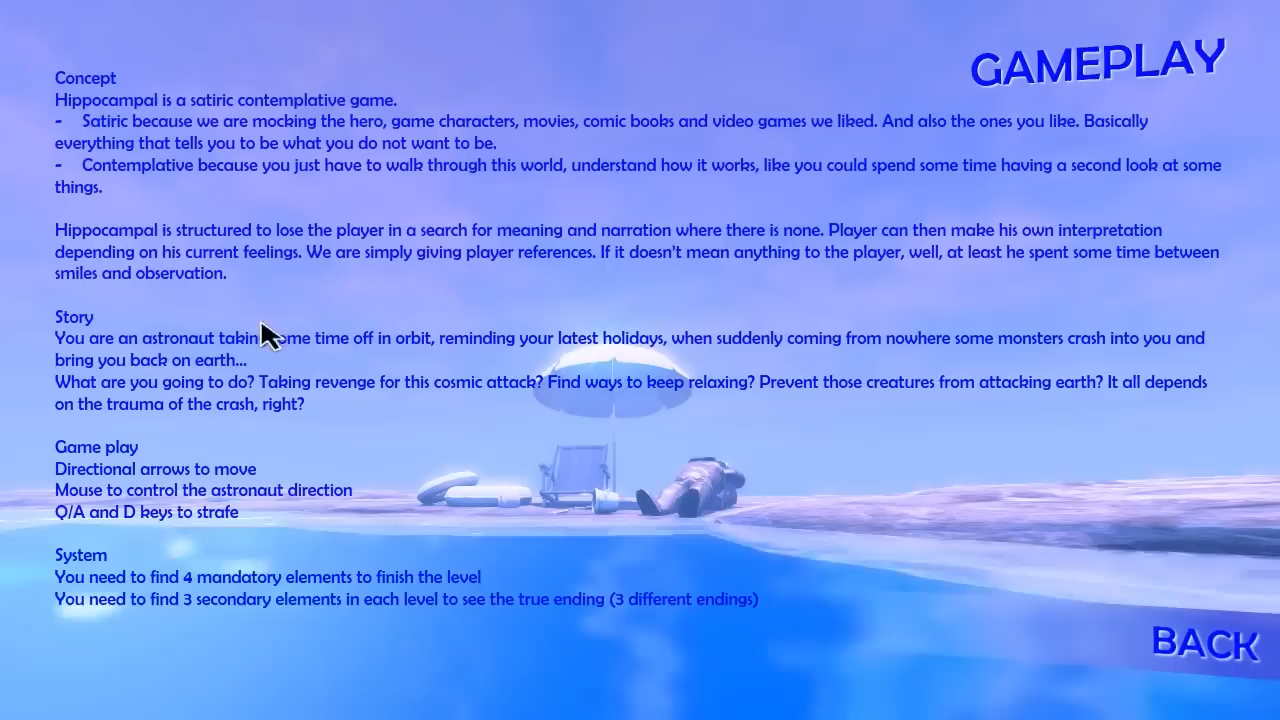 GAMEPLAY
Concept
Hippocampal is a satiric contemplative game.
- Satiric because we are mocking the hero, game characters, movies, comic books and video games we liked. And also the ones you like. Basically
everything that tells you to be what you do not want to be.
- Contemplative because you just have to walk through this world, understand how it works, like you could spend some time having a second look at some
things.
Hippocampal is structured to lose the player in a search for meaning and narration where there is none. Player can then make his own interpretation
depending on his current feelings. We are simply giving player references. If it doesn't mean anything to the player, well, at least he spent some time between
smiles and observation.
Story
You are an astronaut takin me time off in orbit, reminding your latest holidays, when suddenly coming from nowhere some monsters crash into you and
bring you back on earth...
What are you going to do? Taking revenge for this cosmic attack? Find ways to keep relaxing? Prevent those creatures from attacking earth? It all depends
on the trauma of the crash, right?
Game play
Directional arrows to move
Mouse to control the astronaut direction
Q/A and D keys to strafe
System
You need to find 4 mandatory elements to finish the level
You need to find 3 secondary elements in each level to see the true ending (3 different endings)
BACK